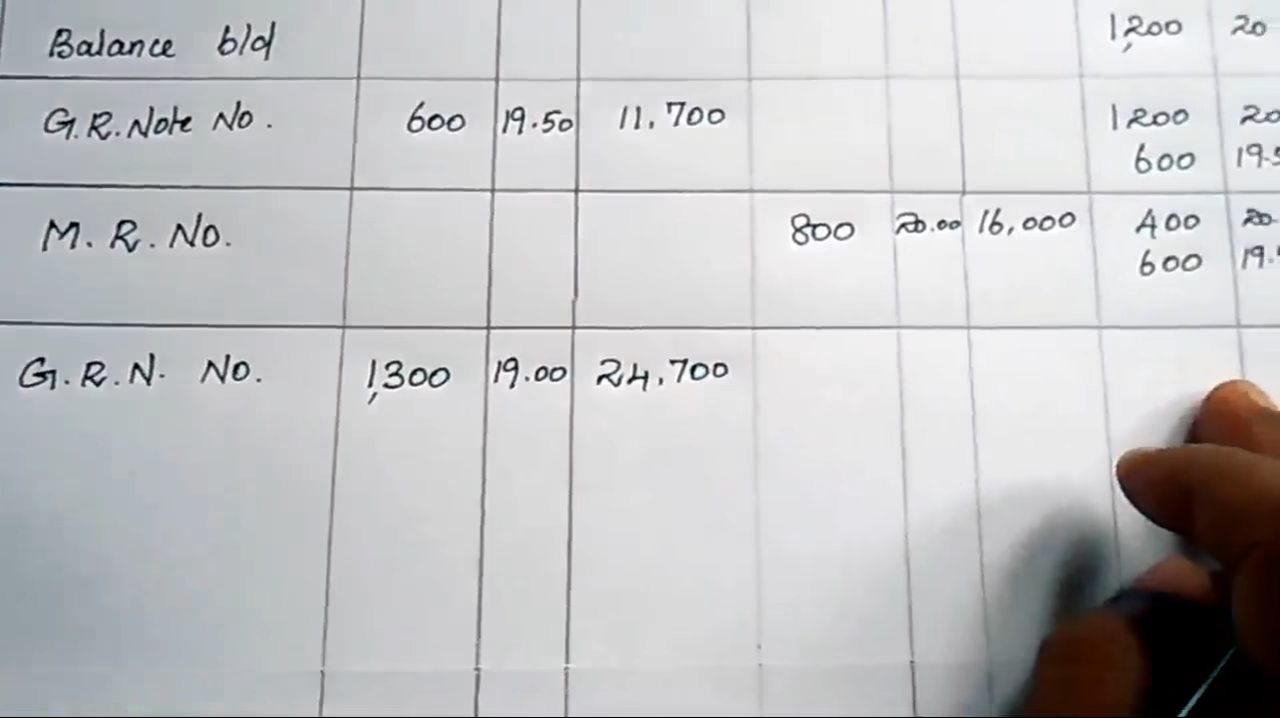 Balance b/d 1,200 20
G.R.Note No. 600 19.50 11,700 1200 20
600
M.R.No. 800 20.00 16,000 400 20
600
G.R.N. No. 1,300 19.00 24,700